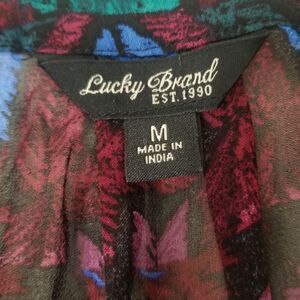 Lucky Brand
EST. 1990
M
MADE IN
INDIA